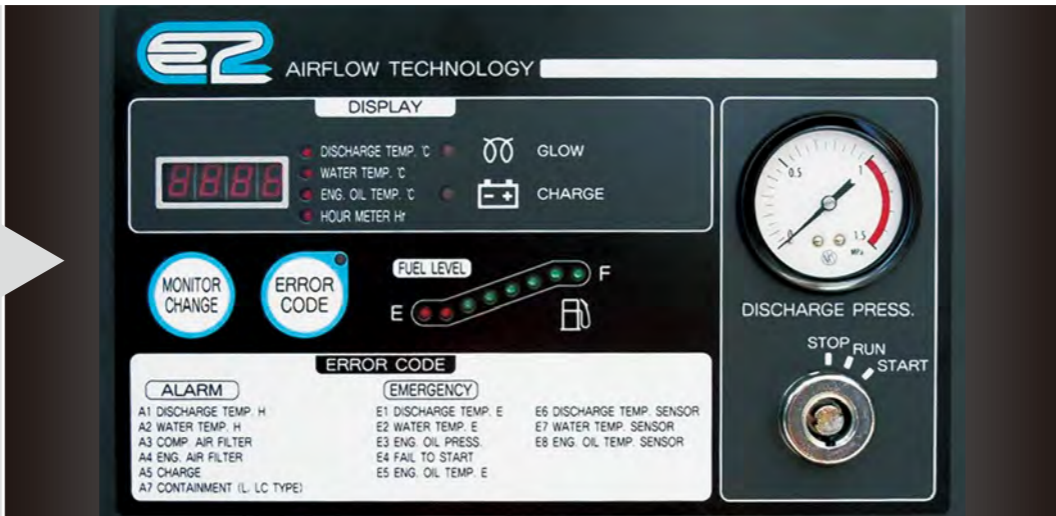 e2 AIRFLOW TECHNOLOGY
DISPLAY
8888
DISCHARGE TEMP. ℃
WATER TEMP. ℃
ENG. OIL TEMP. ℃
HOUR METER Hr
GLOW
- +
CHARGE
MONITOR
CHANGE
ERROR
CODE
FUEL LEVEL
E
F
0
0.5
1
1.5
MPa
DISCHARGE PRESS.
STOP
RUN
START
ERROR CODE
ALARM
A1 DISCHARGE TEMP. H
A2 WATER TEMP. H
A3 COMP. AIR FILTER
A4 ENG. AIR FILTER
A5 CHARGE
A7 CONTAINMENT (L, LC TYPE)
EMERGENCY
E1 DISCHARGE TEMP. E
E2 WATER TEMP. E
E3 ENG. OIL PRESS.
E4 FAIL TO START
E5 ENG. OIL TEMP. E
E6 DISCHARGE TEMP. SENSOR
E7 WATER TEMP. SENSOR
E8 ENG. OIL TEMP. SENSOR